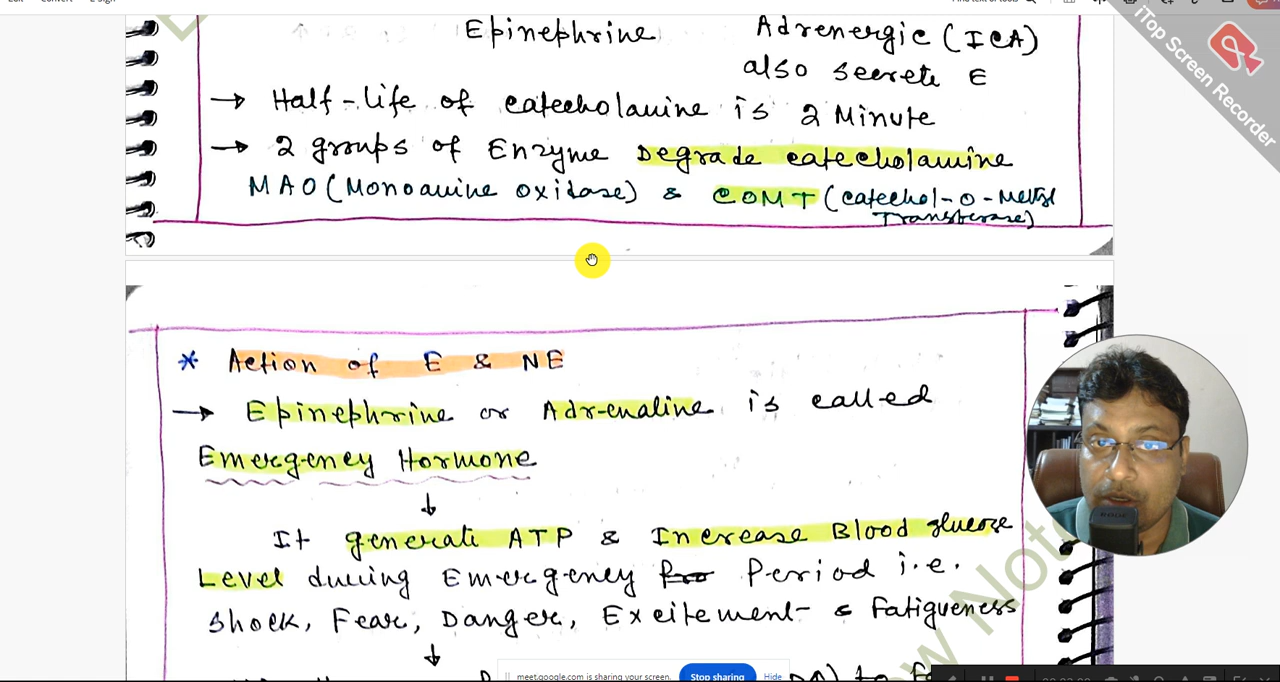 Epinephrine Adrenergic (ICA)
also secrete E
→ Half-life of catecholamine is 2 Minute
→ 2 groups of Enzyme Degrade catecholamine
MAO (Monoamine oxidase) & COMT (catechol-O-Methyl
Transferase)
* Action of E & NE
→ Epinephrine or Adrenaline is called
Emergency Hormone
↓
It generate ATP & Increase Blood glucose
Level during Emergency Period i.e.
Shock, Fear, Danger, Excitement & Fatigueness
↓
meet.google.com is sharing your screen. Stop sharing Hide
iTop Screen Recorder